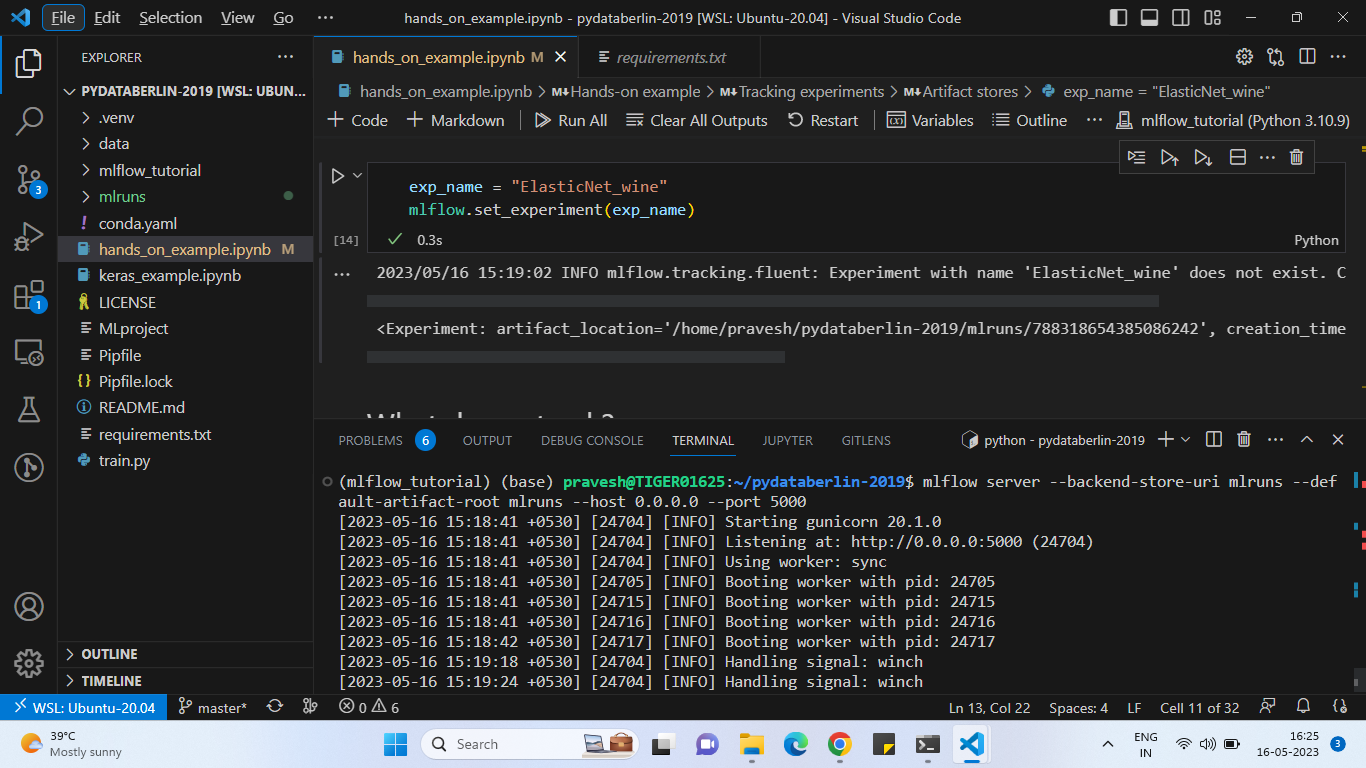 File Edit Selection View Go ··· hands_on_example.ipynb - pydataberlin-2019 [WSL: Ubuntu-20.04] - Visual Studio Code
EXPLORER ···
PYDATABERLIN-2019 [WSL: UBUN...
.venv
data
mlflow_tutorial
mlruns
! conda.yaml
hands_on_example.ipynb M
keras_example.ipynb
LICENSE
MLproject
Pipfile
{} Pipfile.lock
README.md
requirements.txt
train.py
OUTLINE
TIMELINE
3
1
hands_on_example.ipynb M requirements.txt
hands_on_example.ipynb > M↓Hands-on example > M↓Tracking experiments > M↓Artifact stores > exp_name = "ElasticNet_wine"
+ Code + Markdown Run All Clear All Outputs Restart Variables Outline ··· mlflow_tutorial (Python 3.10.9)
exp_name = "ElasticNet_wine"
mlflow.set_experiment(exp_name)
[14] 0.3s Python
··· 2023/05/16 15:19:02 INFO mlflow.tracking.fluent: Experiment with name 'ElasticNet_wine' does not exist. C
<Experiment: artifact_location='/home/pravesh/pydataberlin-2019/mlruns/788318654385086242', creation_time
PROBLEMS 6 OUTPUT DEBUG CONSOLE TERMINAL JUPYTER GITLENS python - pydataberlin-2019
(mlflow_tutorial) (base) pravesh@TIGER01625:~/pydataberlin-2019$ mlflow server --backend-store-uri mlruns --def
ault-artifact-root mlruns --host 0.0.0.0 --port 5000
[2023-05-16 15:18:41 +0530] [24704] [INFO] Starting gunicorn 20.1.0
[2023-05-16 15:18:41 +0530] [24704] [INFO] Listening at: http://0.0.0.0:5000 (24704)
[2023-05-16 15:18:41 +0530] [24704] [INFO] Using worker: sync
[2023-05-16 15:18:41 +0530] [24705] [INFO] Booting worker with pid: 24705
[2023-05-16 15:18:41 +0530] [24715] [INFO] Booting worker with pid: 24715
[2023-05-16 15:18:41 +0530] [24716] [INFO] Booting worker with pid: 24716
[2023-05-16 15:18:42 +0530] [24717] [INFO] Booting worker with pid: 24717
[2023-05-16 15:19:18 +0530] [24704] [INFO] Handling signal: winch
[2023-05-16 15:19:24 +0530] [24704] [INFO] Handling signal: winch
WSL: Ubuntu-20.04 master* 0 6 Ln 13, Col 22 Spaces: 4 LF Cell 11 of 32
39°C
Mostly sunny
Search
ENG
IN
16:25
16-05-2023
3